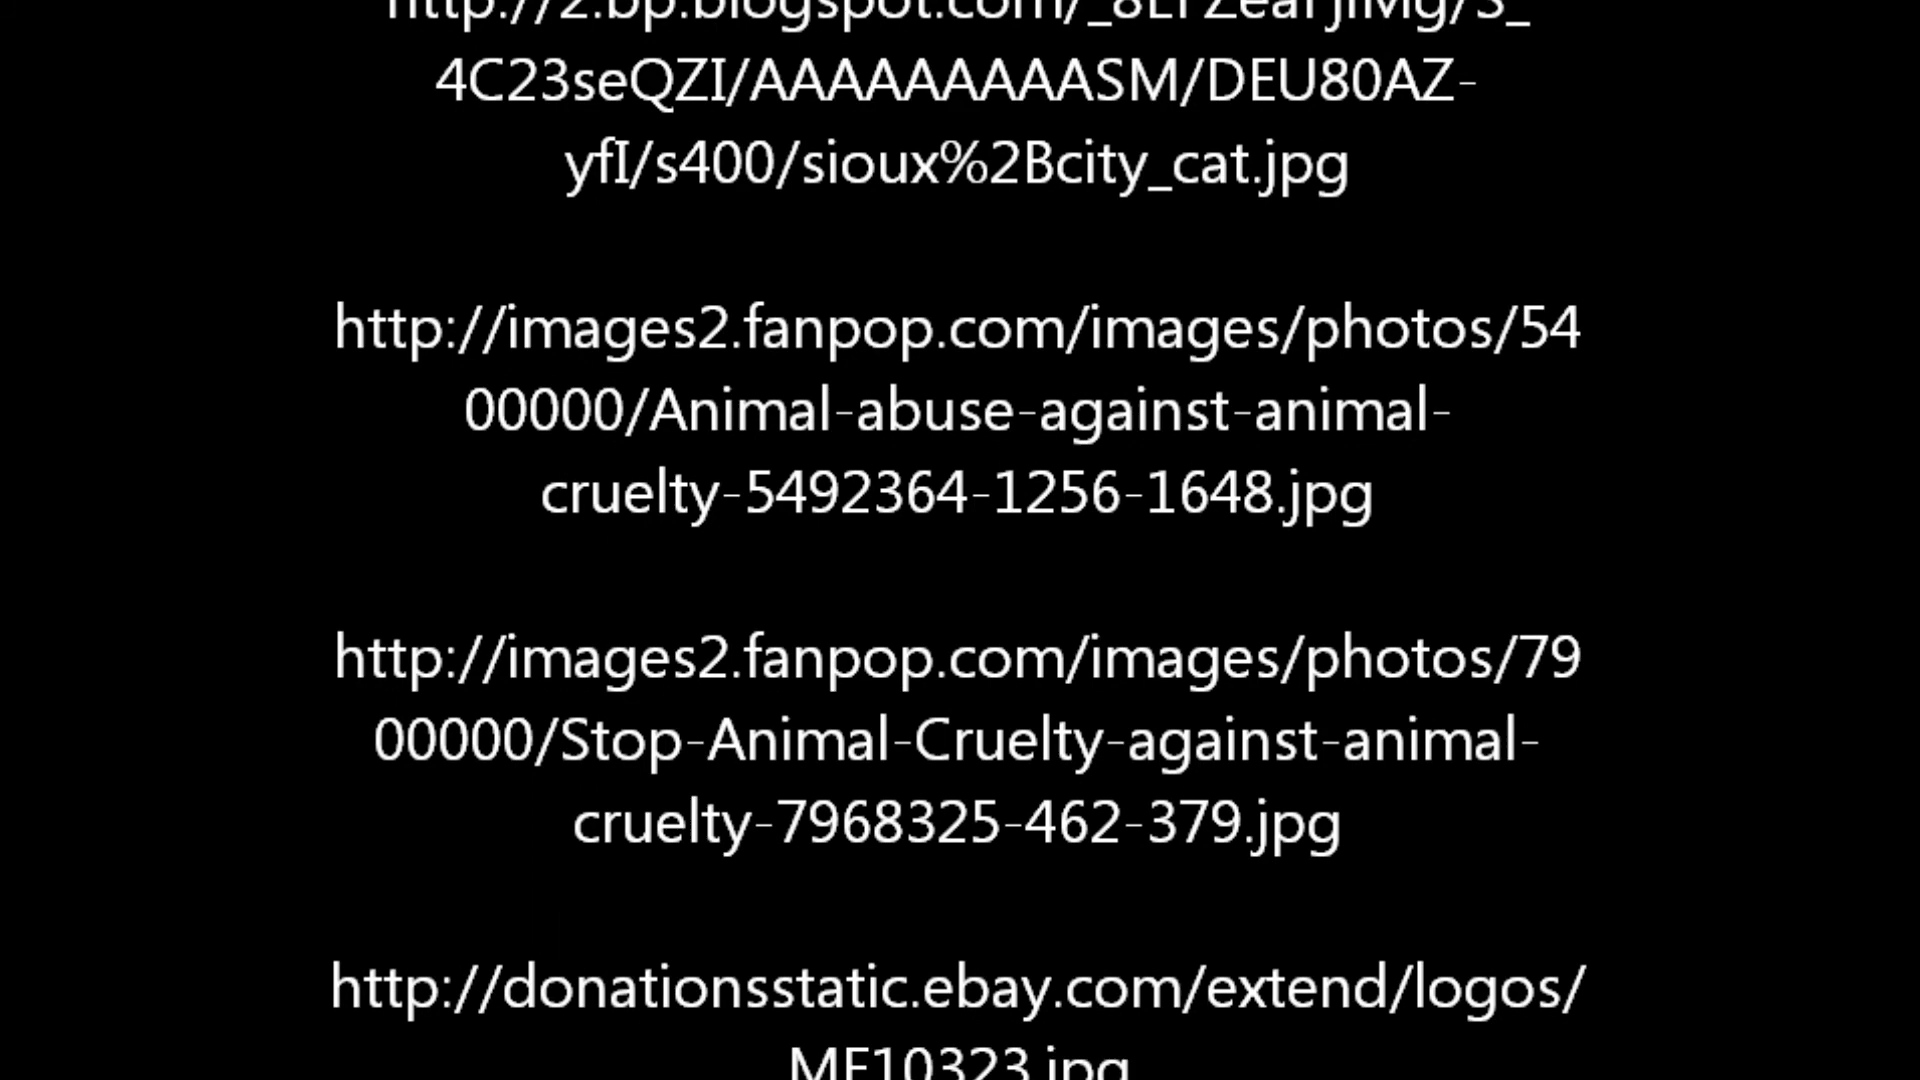 4C23seQZI/AAAAAAAAASM/DEU80AZ-
yfI/s400/sioux%2Bcity_cat.jpg
http://images2.fanpop.com/images/photos/54
00000/Animal-abuse-against-animal-
cruelty-5492364-1256-1648.jpg
http://images2.fanpop.com/images/photos/79
00000/Stop-Animal-Cruelty-against-animal-
cruelty-7968325-462-379.jpg
http://donationsstatic.ebay.com/extend/logos/
MF10323.jpg